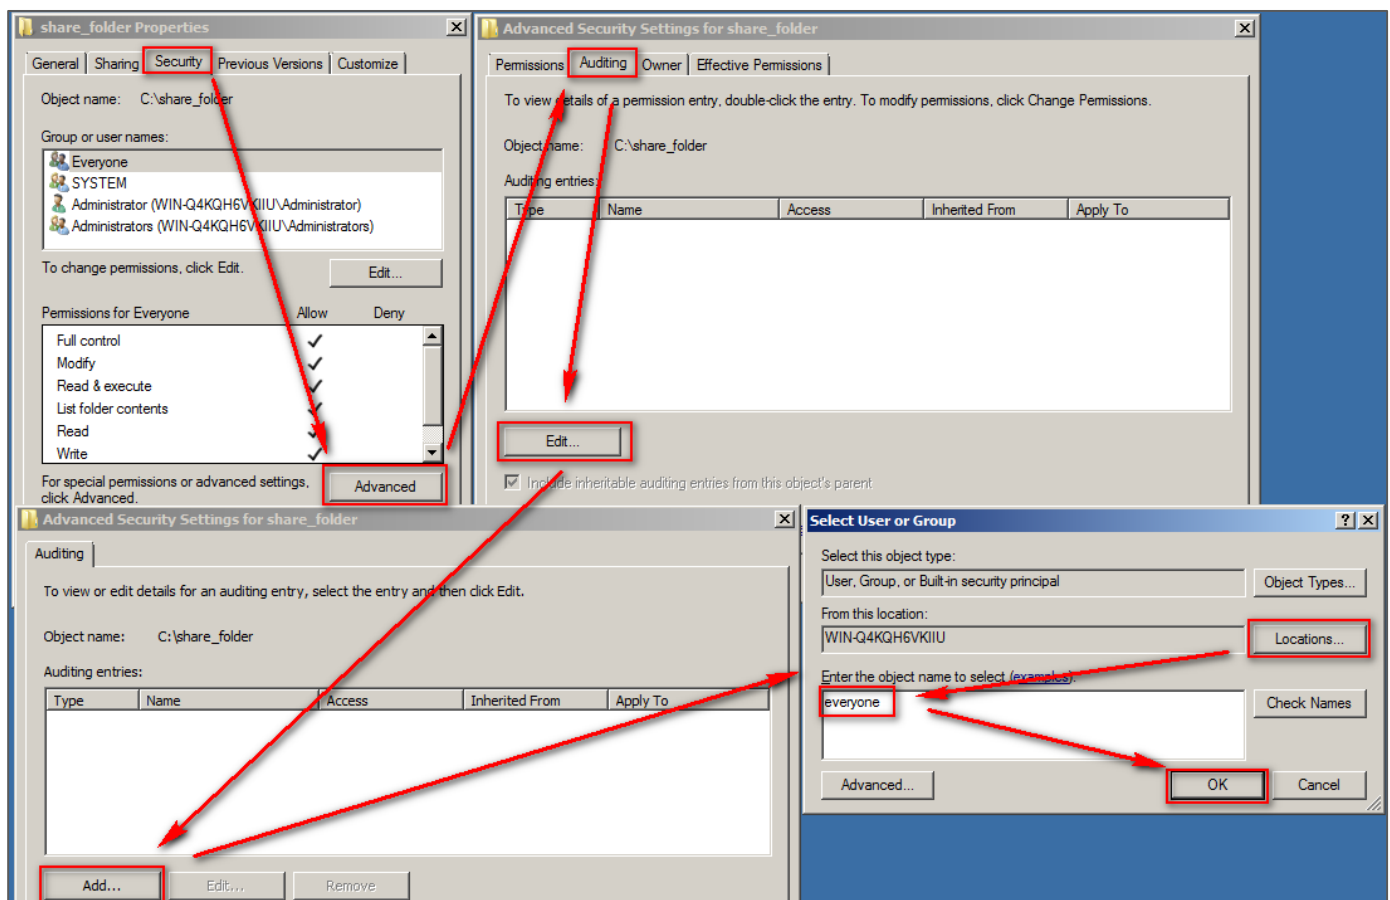 share_folder Properties
General Sharing Security Previous Versions Customize
Object name: C:\share_folder
Group or user names:
Everyone
SYSTEM
Administrator (WIN-Q4KQH6VKIIU\Administrator)
Administrators (WIN-Q4KQH6VKIIU\Administrators)
To change permissions, click Edit.
Edit...
Permissions for Everyone Allow Deny
Full control
Modify
Read & execute
List folder contents
Read
Write
For special permissions or advanced settings,
click Advanced.
Advanced
Advanced Security Settings for share_folder
Permissions Auditing Owner Effective Permissions
To view details of a permission entry, double-click the entry. To modify permissions, click Change Permissions.
Object name: C:\share_folder
Auditing entries:
Type Name Access Inherited From Apply To
Edit...
Include inheritable auditing entries from this object's parent
Advanced Security Settings for share_folder
Auditing
To view or edit details for an auditing entry, select the entry and then click Edit.
Object name: C:\share_folder
Auditing entries:
Type Name Access Inherited From Apply To
Add... Edit... Remove
Select User or Group
Select this object type:
User, Group, or Built-in security principal
Object Types...
From this location:
WIN-Q4KQH6VKIIU
Locations...
Enter the object name to select (examples):
everyone
Check Names
Advanced... OK Cancel